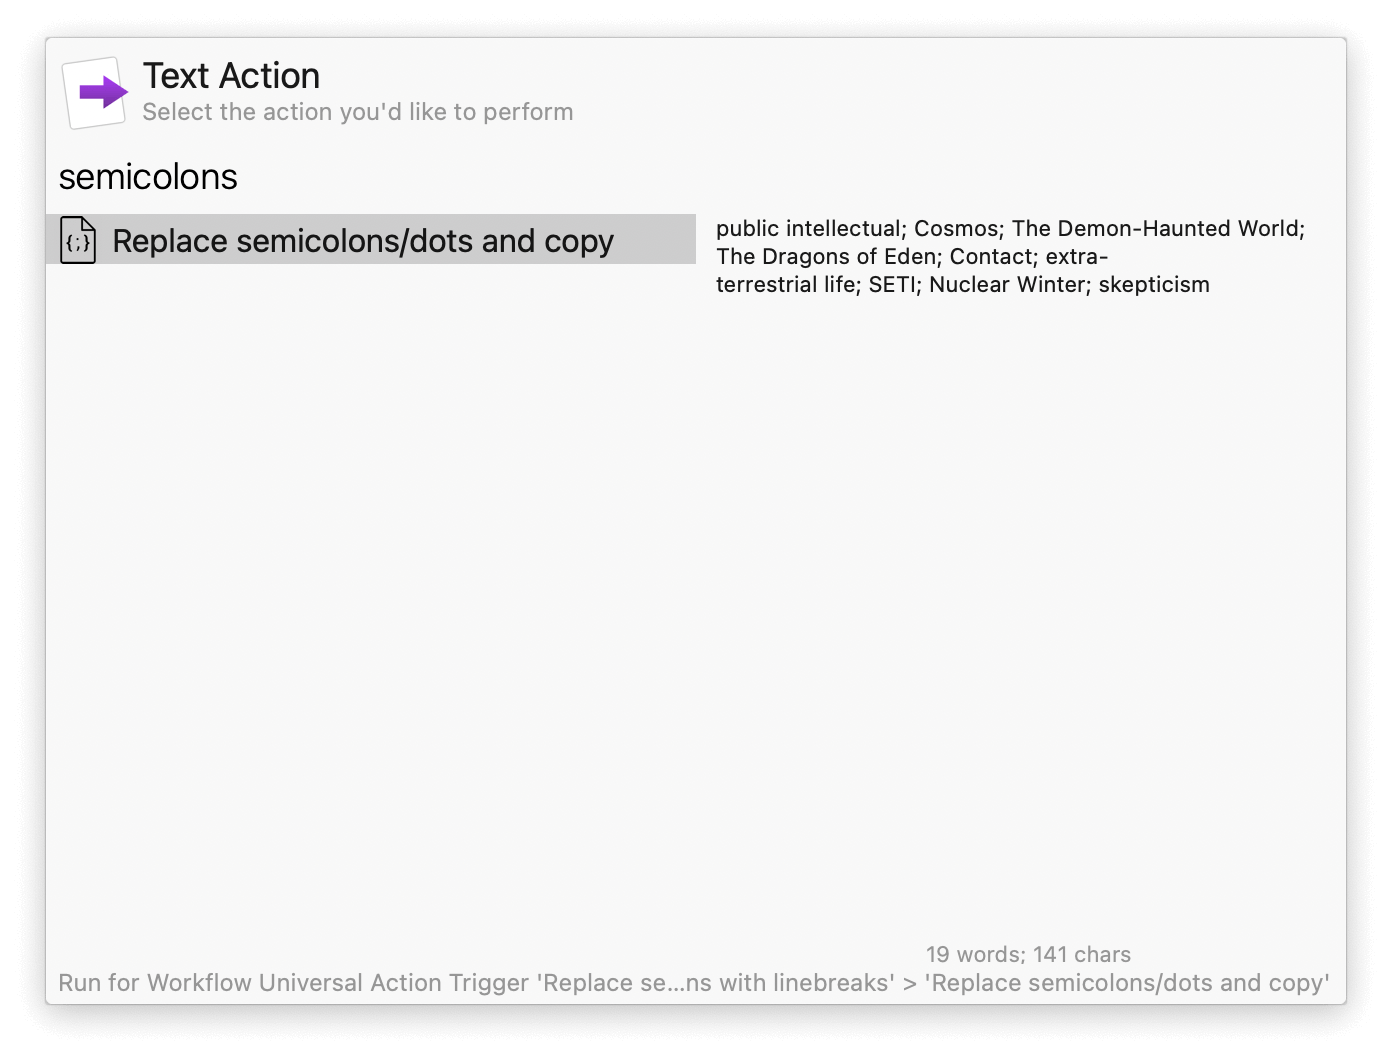 Text Action
Select the action you'd like to perform
semicolons
{;} Replace semicolons/dots and copy
public intellectual; Cosmos; The Demon-Haunted World;
The Dragons of Eden; Contact; extra-
terrestrial life; SETI; Nuclear Winter; skepticism
19 words; 141 chars
Run for Workflow Universal Action Trigger 'Replace se...ns with linebreaks' > 'Replace semicolons/dots and copy'